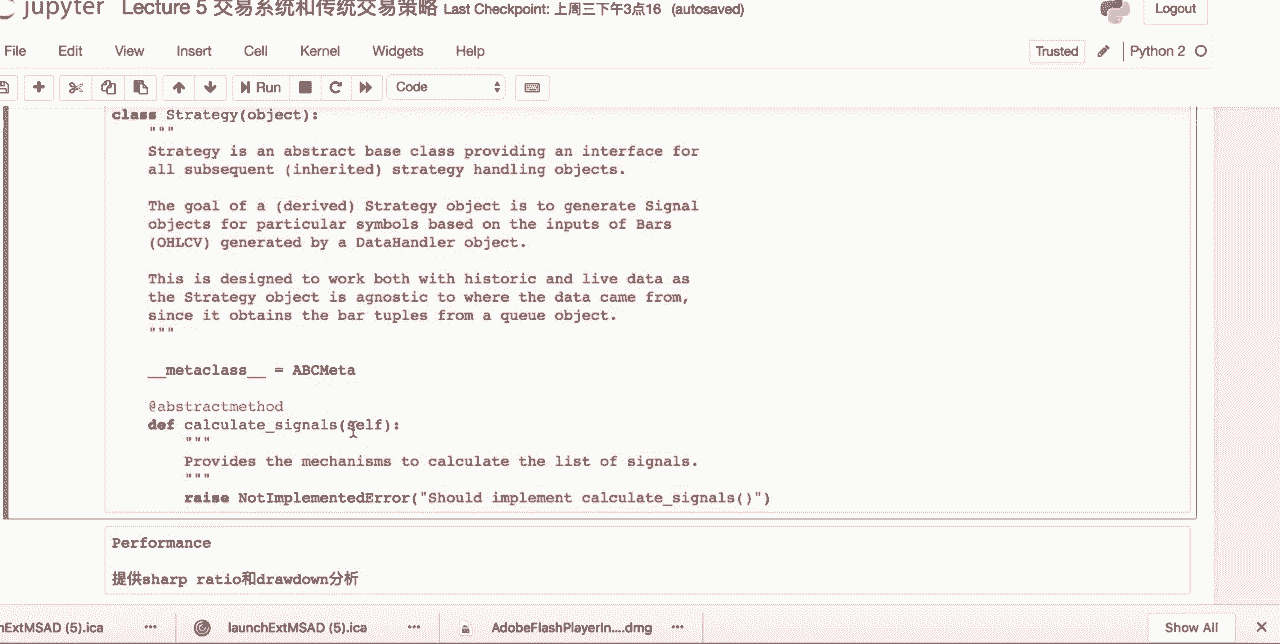 jupyter Lecture 5 交易系统和传统交易策略 Last Checkpoint: 上周三下午3点16 (autosaved)
Logout
File Edit View Insert Cell Kernel Widgets Help
Trusted Python 2
Run Code
class Strategy(object):
"""
Strategy is an abstract base class providing an interface for
all subsequent (inherited) strategy handling objects.
The goal of a (derived) Strategy object is to generate Signal
objects for particular symbols based on the inputs of Bars
(OHLCV) generated by a DataHandler object.
This is designed to work both with historic and live data as
the Strategy object is agnostic to where the data came from,
since it obtains the bar tuples from a queue object.
"""
__metaclass__ = ABCMeta
@abstractmethod
def calculate_signals(self):
"""
Provides the mechanisms to calculate the list of signals.
"""
raise NotImplementedError("Should implement calculate_signals()")
Performance
提供sharp ratio和drawdown分析
nExtMSAD (5).ica ••• launchExtMSAD (5).ica ••• AdobeFlashPlayerIn....dmg ••• Show All